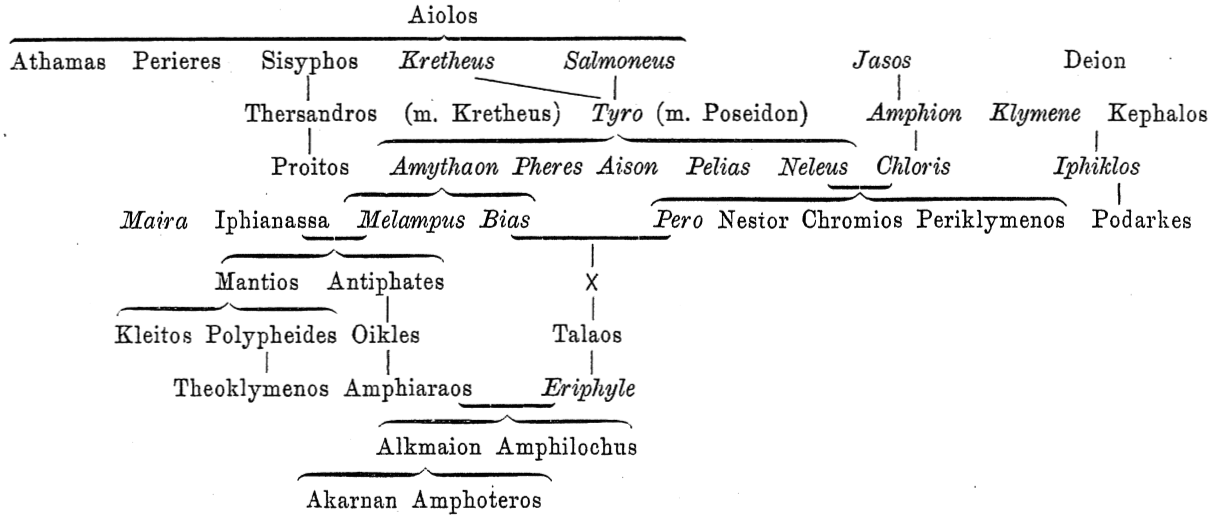 Aiolos
Athamas Perieres Sisyphos Kretheus Salmoneus Jasos Deion
Thersandros (m. Kretheus) Tyro (m. Poseidon) Amphion Klymene Kephalos
Proitos Amythaon Pheres Aison Pelias Neleus Chloris Iphiklos
Maira Iphianassa Melampus Bias Pero Nestor Chromios Periklymenos Podarkes
Mantios Antiphates X
Kleitos Polypheides Oikles Talaos
Theoklymenos Amphiaraos Eriphyle
Alkmaion Amphilochus
Akarnan Amphoteros